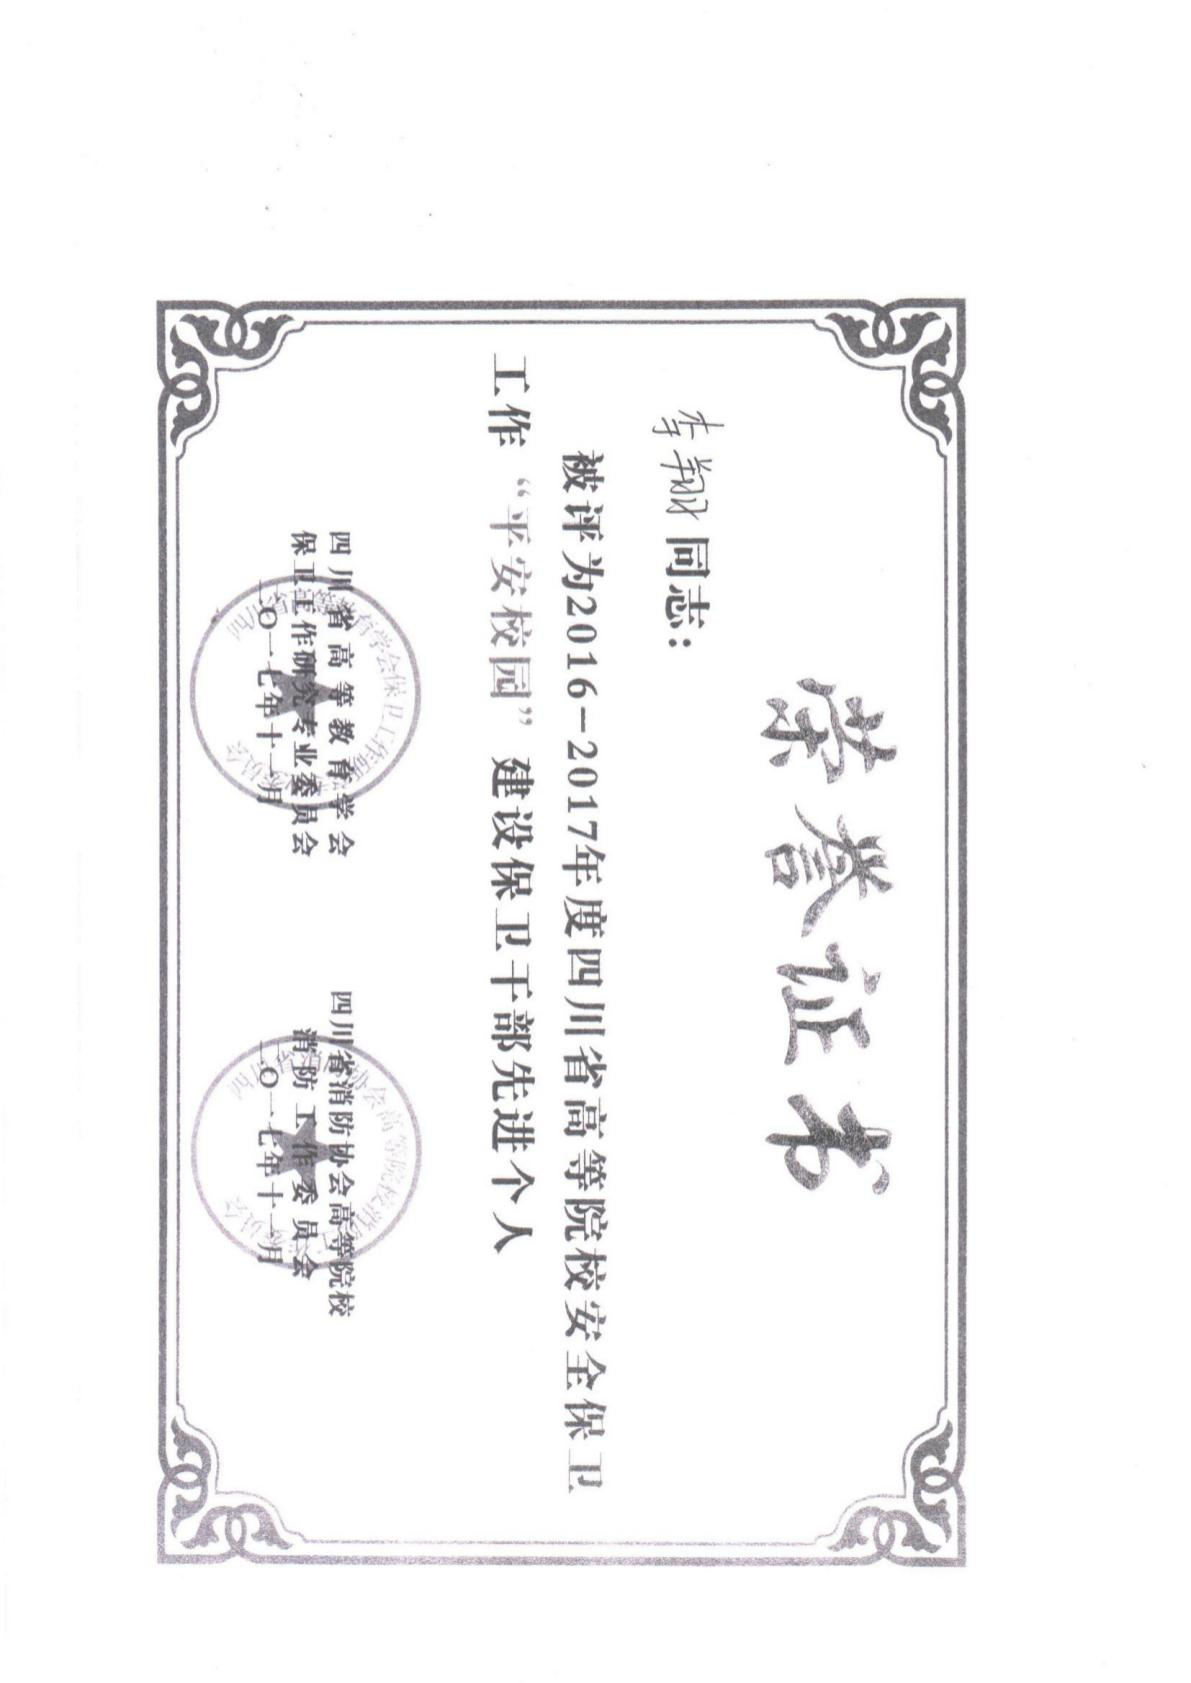 荣誉证书
李翔同志：
被评为2016-2017年度四川省高等院校安全保卫
工作“平安校园”建设保卫干部先进个人
四川省高等教育学会
保卫工作研究专业委员会
二〇一七年十一月
四川省消防协会高等院校
消防工作委员会
二〇一七年十一月